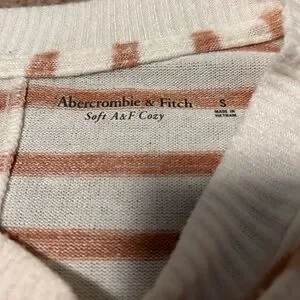 Abercrombie & Fitch
Soft A&F Cozy
S
MADE IN
VIETNAM